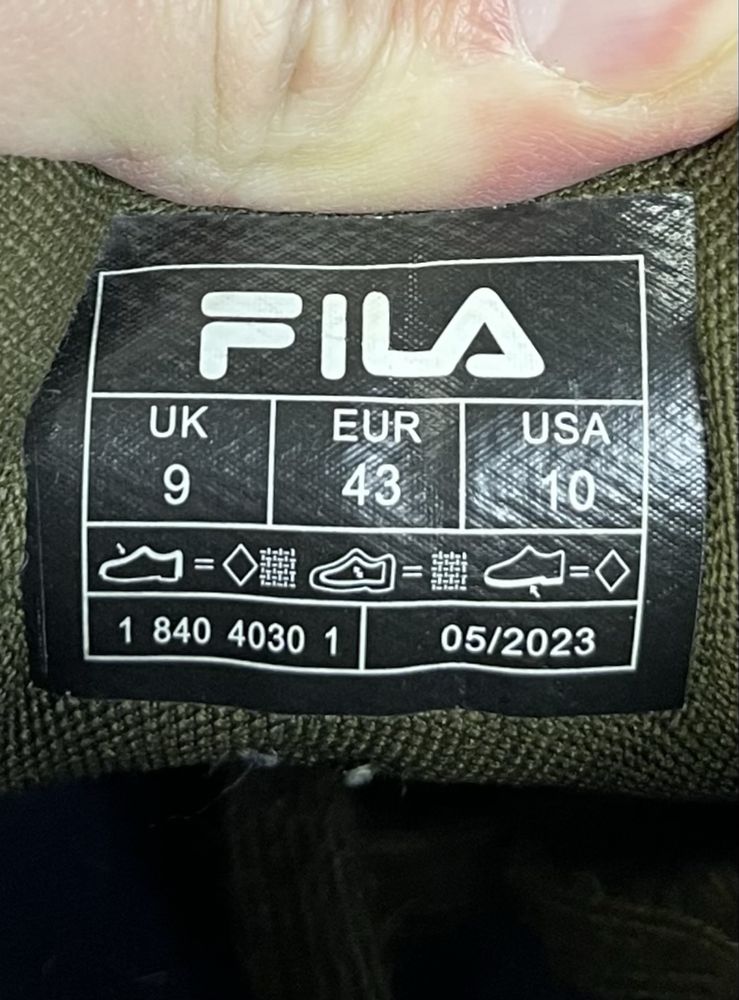 FILA
UK EUR USA
9 43 10
= = =
1 840 4030 1 05/2023